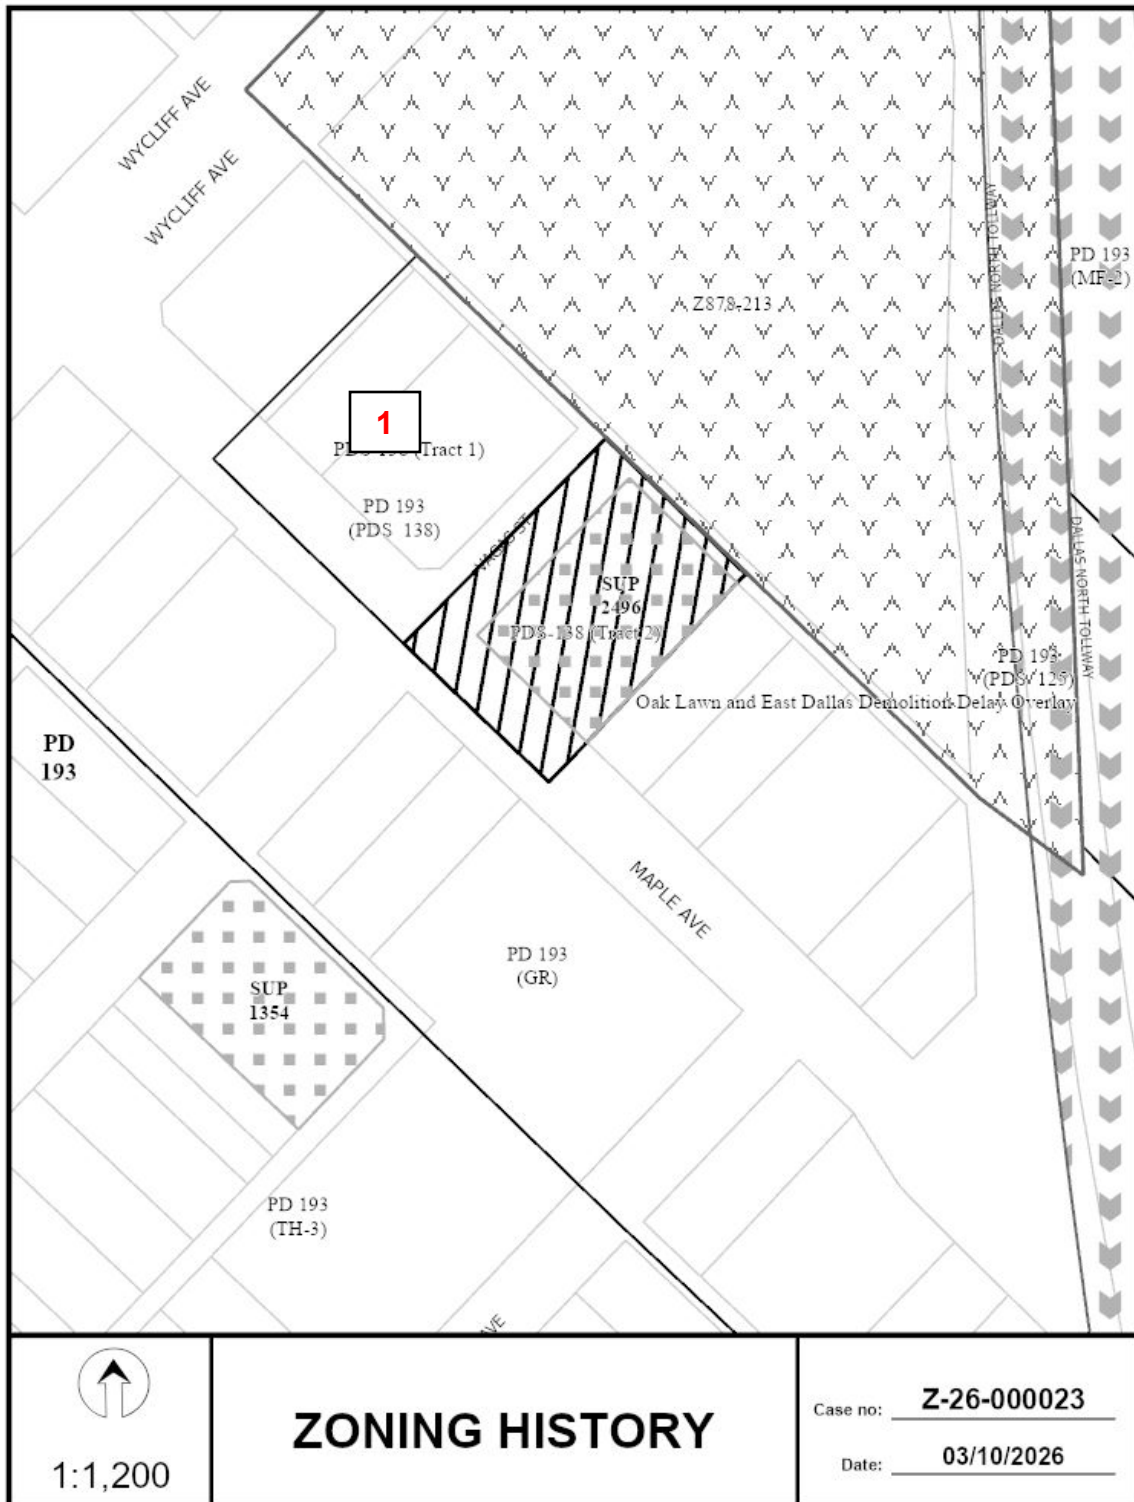 WYCLIFF AVE
WYCLIFF AVE
DALLAS NORTH TOLLWAY
PD 193
(MF-2)
Z878-213
1
(Tract 1)
PD 193
(PDS 138)
SUP
2496
PDS-138 (Tract 2)
DALLAS NORTH TOLLWAY
PD 193
(PDS 125)
Oak Lawn and East Dallas Demolition Delay Overlay
PD
193
MAPLE AVE
PD 193
(GR)
SUP
1354
PD 193
(TH-3)
AVE
1:1,200
ZONING HISTORY
Case no: Z-26-000023
Date: 03/10/2026